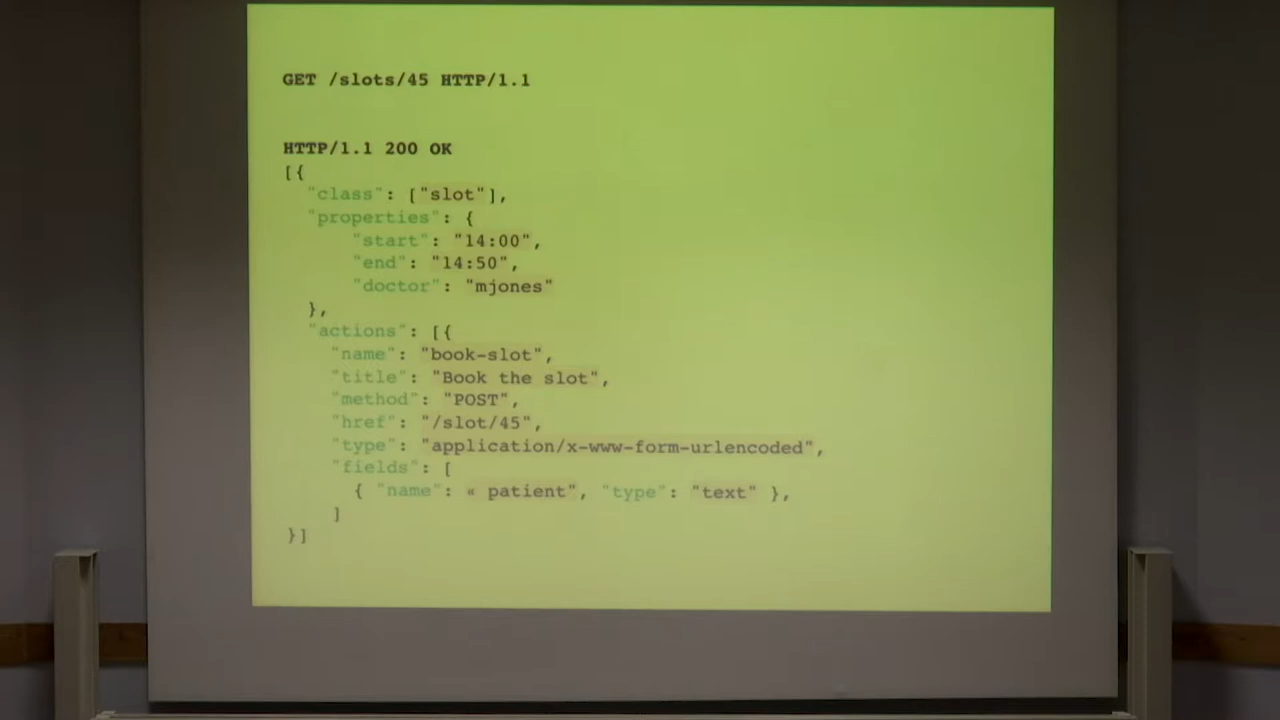 GET /slots/45 HTTP/1.1
HTTP/1.1 200 OK
[{
"class": ["slot"],
"properties": {
"start": "14:00",
"end": "14:50",
"doctor": "mjones"
},
"actions": [{
"name": "book-slot",
"title": "Book the slot",
"method": "POST",
"href": "/slot/45",
"type": "application/x-www-form-urlencoded",
"fields": [
{ "name": « patient", "type": "text" },
]
}]